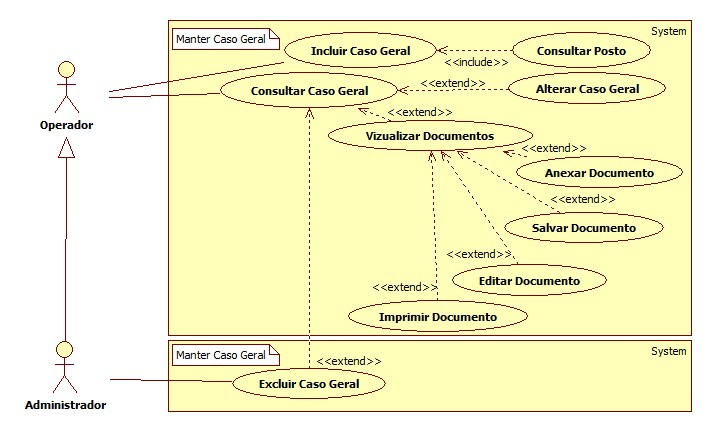 System
Manter Caso Geral
Incluir Caso Geral
Consultar Posto
<<include>>
Consultar Caso Geral
<<extend>>
Alterar Caso Geral
<<extend>>
Operador
Vizualizar Documentos
<<extend>>
Anexar Documento
<<extend>>
Salvar Documento
<<extend>>
Editar Documento
<<extend>>
Imprimir Documento
System
Manter Caso Geral
<<extend>>
Excluir Caso Geral
Administrador